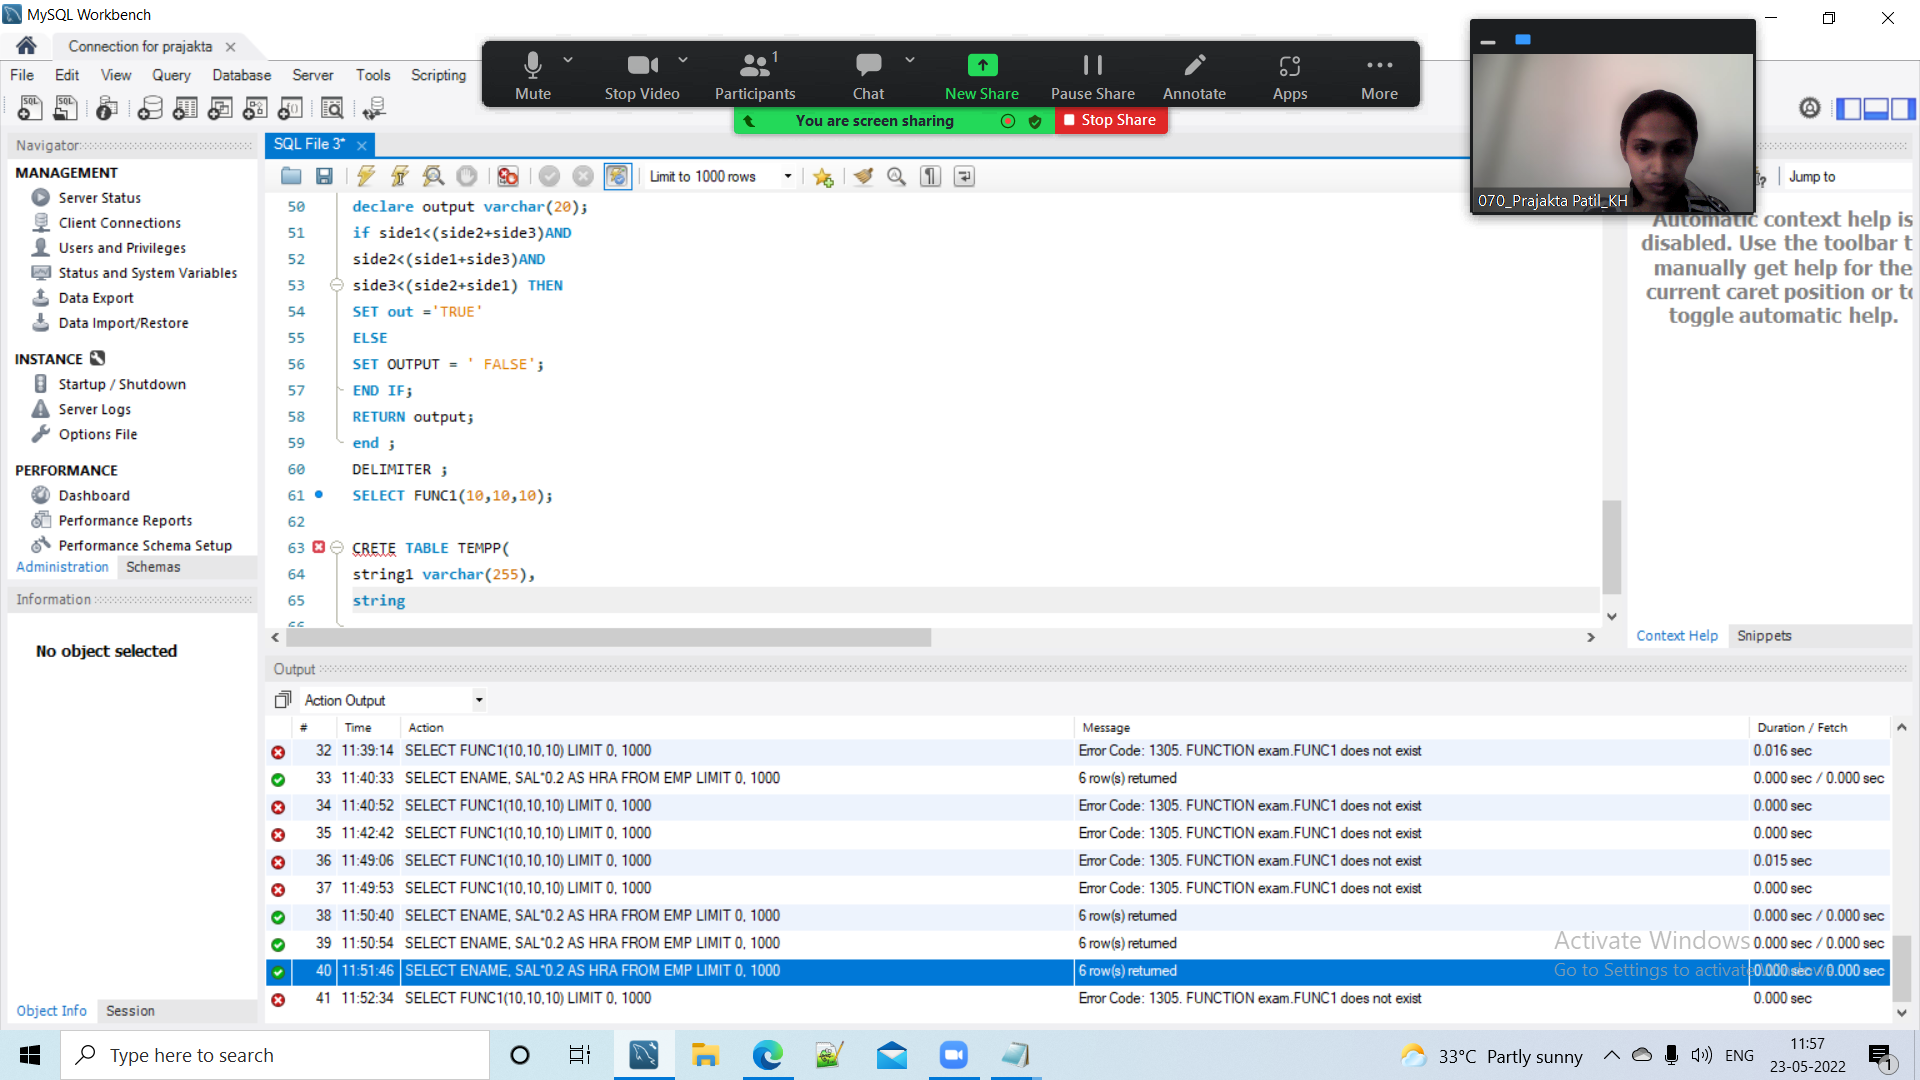 MySQL Workbench
Connection for prajakta
File Edit View Query Database Server Tools Scripting
Mute Stop Video Participants 1 Chat New Share Pause Share Annotate Apps More
You are screen sharing Stop Share
070_Prajakta Patil_KH
Navigator
MANAGEMENT
Server Status
Client Connections
Users and Privileges
Status and System Variables
Data Export
Data Import/Restore
INSTANCE
Startup / Shutdown
Server Logs
Options File
PERFORMANCE
Dashboard
Performance Reports
Performance Schema Setup
Administration Schemas
Information
No object selected
Object Info Session
SQL File 3*
Limit to 1000 rows
50 declare output varchar(20);
51 if side1<(side2+side3)AND
52 side2<(side1+side3)AND
53 side3<(side2+side1) THEN
54 SET out ='TRUE'
55 ELSE
56 SET OUTPUT = ' FALSE';
57 END IF;
58 RETURN output;
59 end ;
60 DELIMITER ;
61 SELECT FUNC1(10,10,10);
62
63 CRETE TABLE TEMPP(
64 string1 varchar(255),
65 string
66
Jump to
Automatic context help is
disabled. Use the toolbar t
manually get help for the
current caret position or to
toggle automatic help.
Context Help Snippets
Output
Action Output
# Time Action Message Duration / Fetch
32 11:39:14 SELECT FUNC1(10,10,10) LIMIT 0, 1000 Error Code: 1305. FUNCTION exam.FUNC1 does not exist 0.016 sec
33 11:40:33 SELECT ENAME, SAL*0.2 AS HRA FROM EMP LIMIT 0, 1000 6 row(s) returned 0.000 sec / 0.000 sec
34 11:40:52 SELECT FUNC1(10,10,10) LIMIT 0, 1000 Error Code: 1305. FUNCTION exam.FUNC1 does not exist 0.000 sec
35 11:42:42 SELECT FUNC1(10,10,10) LIMIT 0, 1000 Error Code: 1305. FUNCTION exam.FUNC1 does not exist 0.000 sec
36 11:49:06 SELECT FUNC1(10,10,10) LIMIT 0, 1000 Error Code: 1305. FUNCTION exam.FUNC1 does not exist 0.015 sec
37 11:49:53 SELECT FUNC1(10,10,10) LIMIT 0, 1000 Error Code: 1305. FUNCTION exam.FUNC1 does not exist 0.000 sec
38 11:50:40 SELECT ENAME, SAL*0.2 AS HRA FROM EMP LIMIT 0, 1000 6 row(s) returned 0.000 sec / 0.000 sec
39 11:50:54 SELECT ENAME, SAL*0.2 AS HRA FROM EMP LIMIT 0, 1000 6 row(s) returned 0.000 sec / 0.000 sec
40 11:51:46 SELECT ENAME, SAL*0.2 AS HRA FROM EMP LIMIT 0, 1000 6 row(s) returned 0.000 sec / 0.000 sec
41 11:52:34 SELECT FUNC1(10,10,10) LIMIT 0, 1000 Error Code: 1305. FUNCTION exam.FUNC1 does not exist 0.000 sec
Activate Windows
Go to Settings to activate Windows.
Type here to search
33°C Partly sunny ENG 11:57
23-05-2022
1